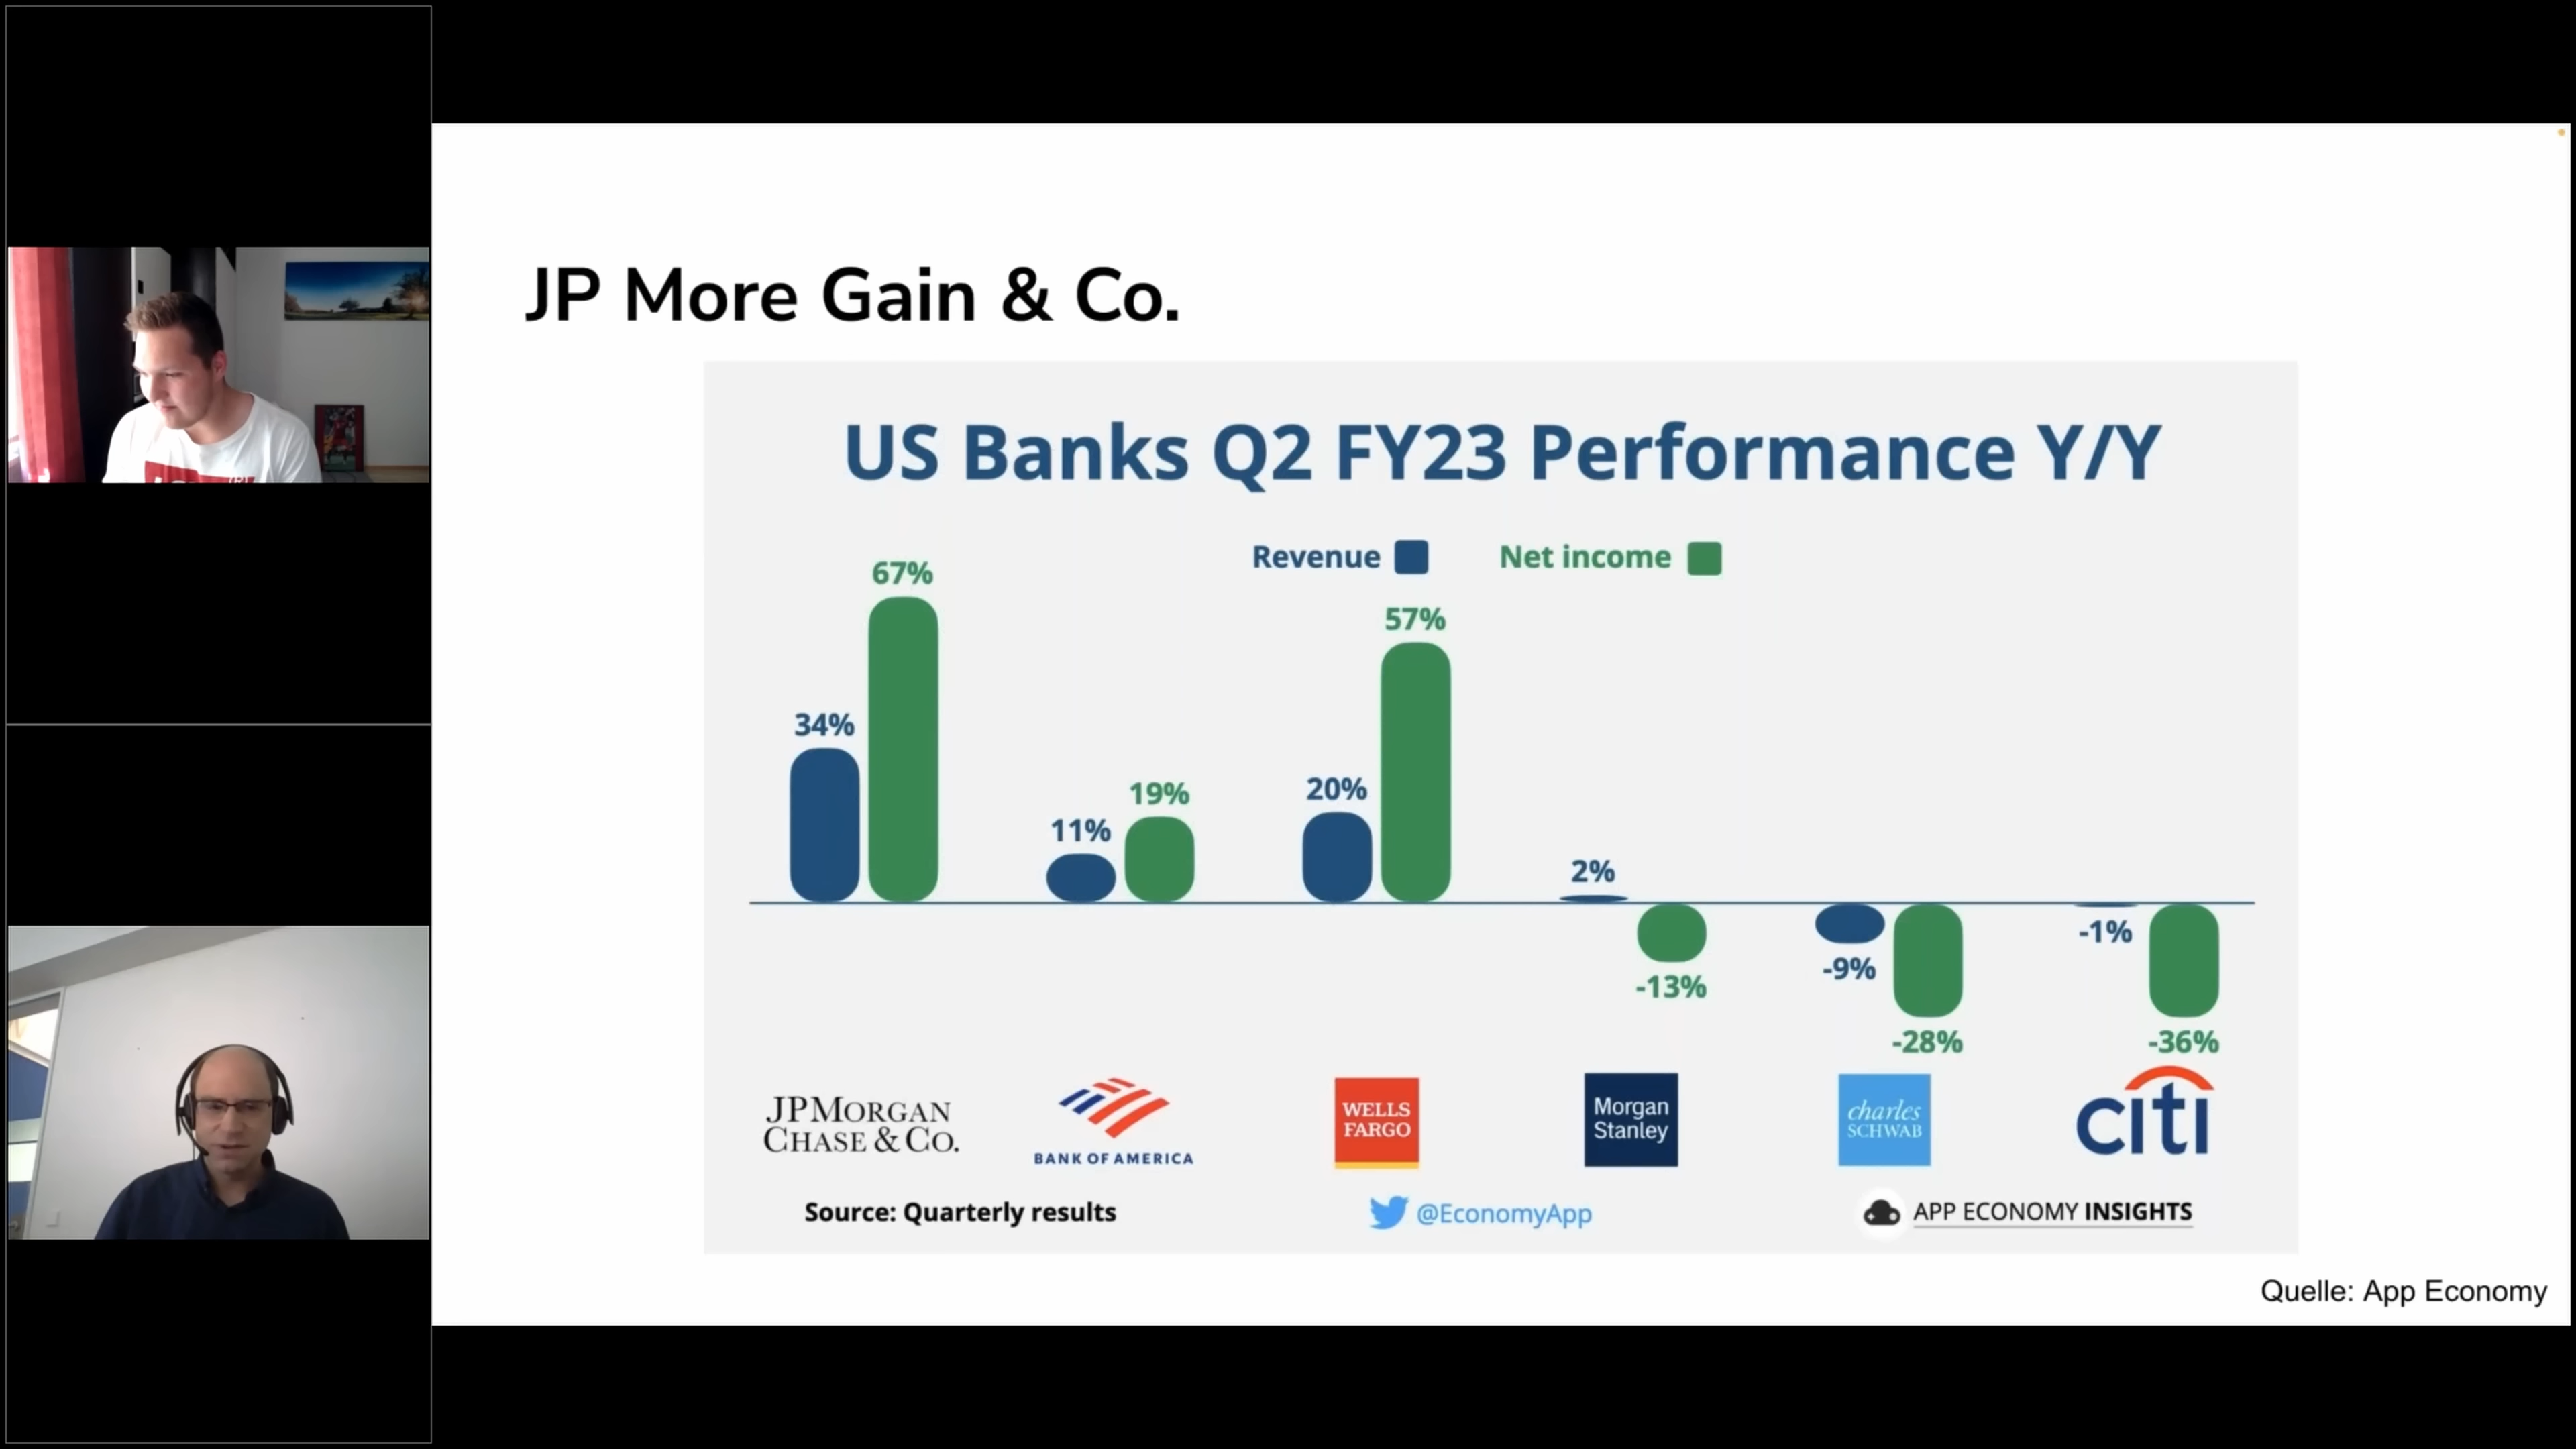 JP More Gain & Co.
US Banks Q2 FY23 Performance Y/Y
Revenue
Net income
34%
67%
11%
19%
20%
57%
2%
-13%
-9%
-28%
-1%
-36%
JPMORGAN
CHASE & CO.
BANK OF AMERICA
WELLS
FARGO
Morgan
Stanley
charles
SCHWAB
citi
Source: Quarterly results
@EconomyApp
APP ECONOMY INSIGHTS
Quelle: App Economy